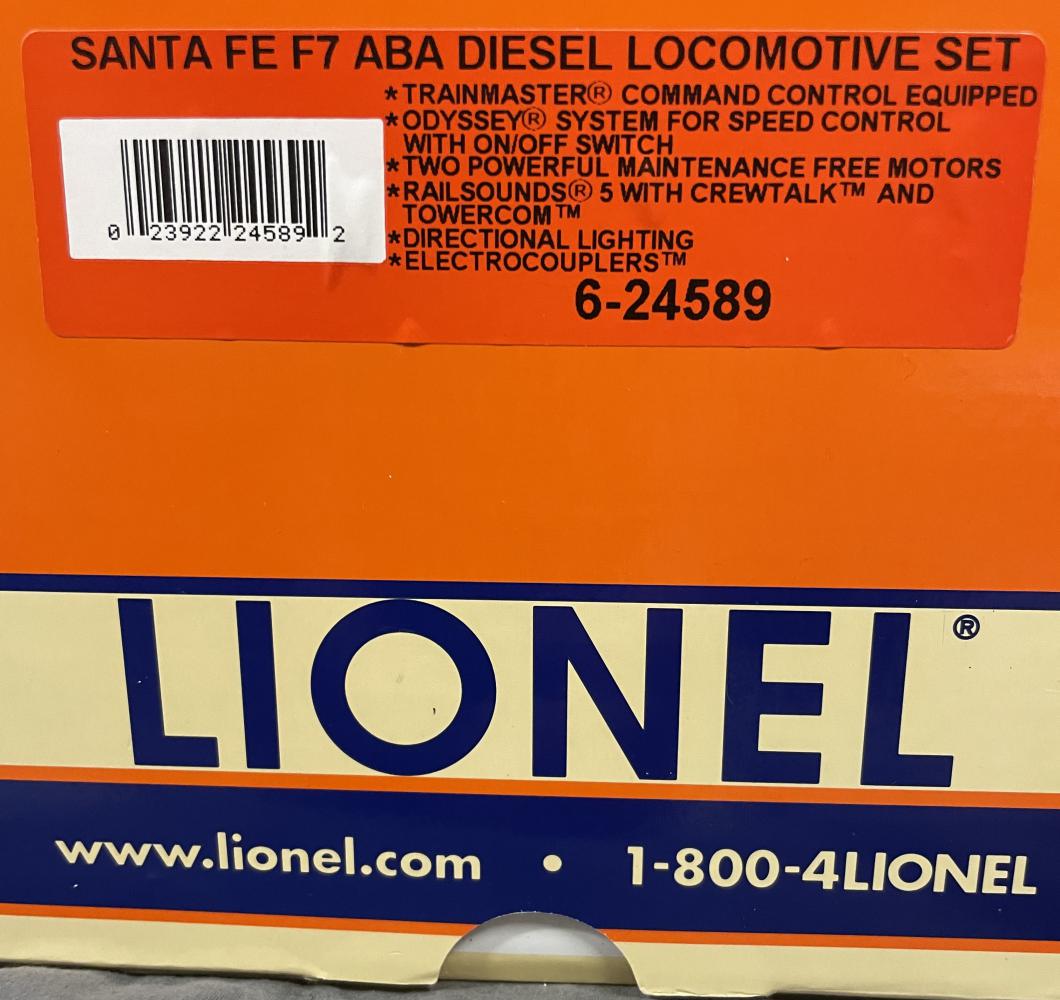 SANTA FE F7 ABA DIESEL LOCOMOTIVE SET
*TRAINMASTER® COMMAND CONTROL EQUIPPED
*ODYSSEY® SYSTEM FOR SPEED CONTROL
WITH ON/OFF SWITCH
*TWO POWERFUL MAINTENANCE FREE MOTORS
*RAILSOUNDS® 5 WITH CREWTALK™ AND
TOWERCOM™
*DIRECTIONAL LIGHTING
*ELECTROCOUPLERS™
0 23922 24589 2
6-24589
LIONEL®
www.lionel.com • 1-800-4LIONEL